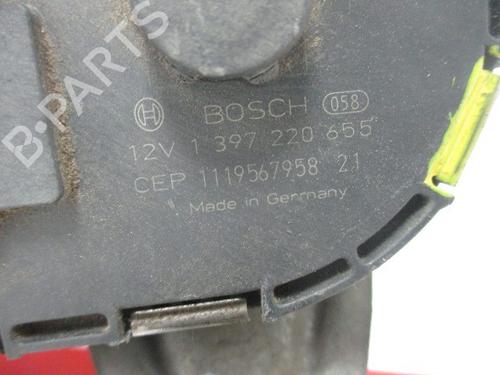 B-PARTS
BOSCH 058
12V 1 397 220 655
CEP 1119567958 21
Made in Germany